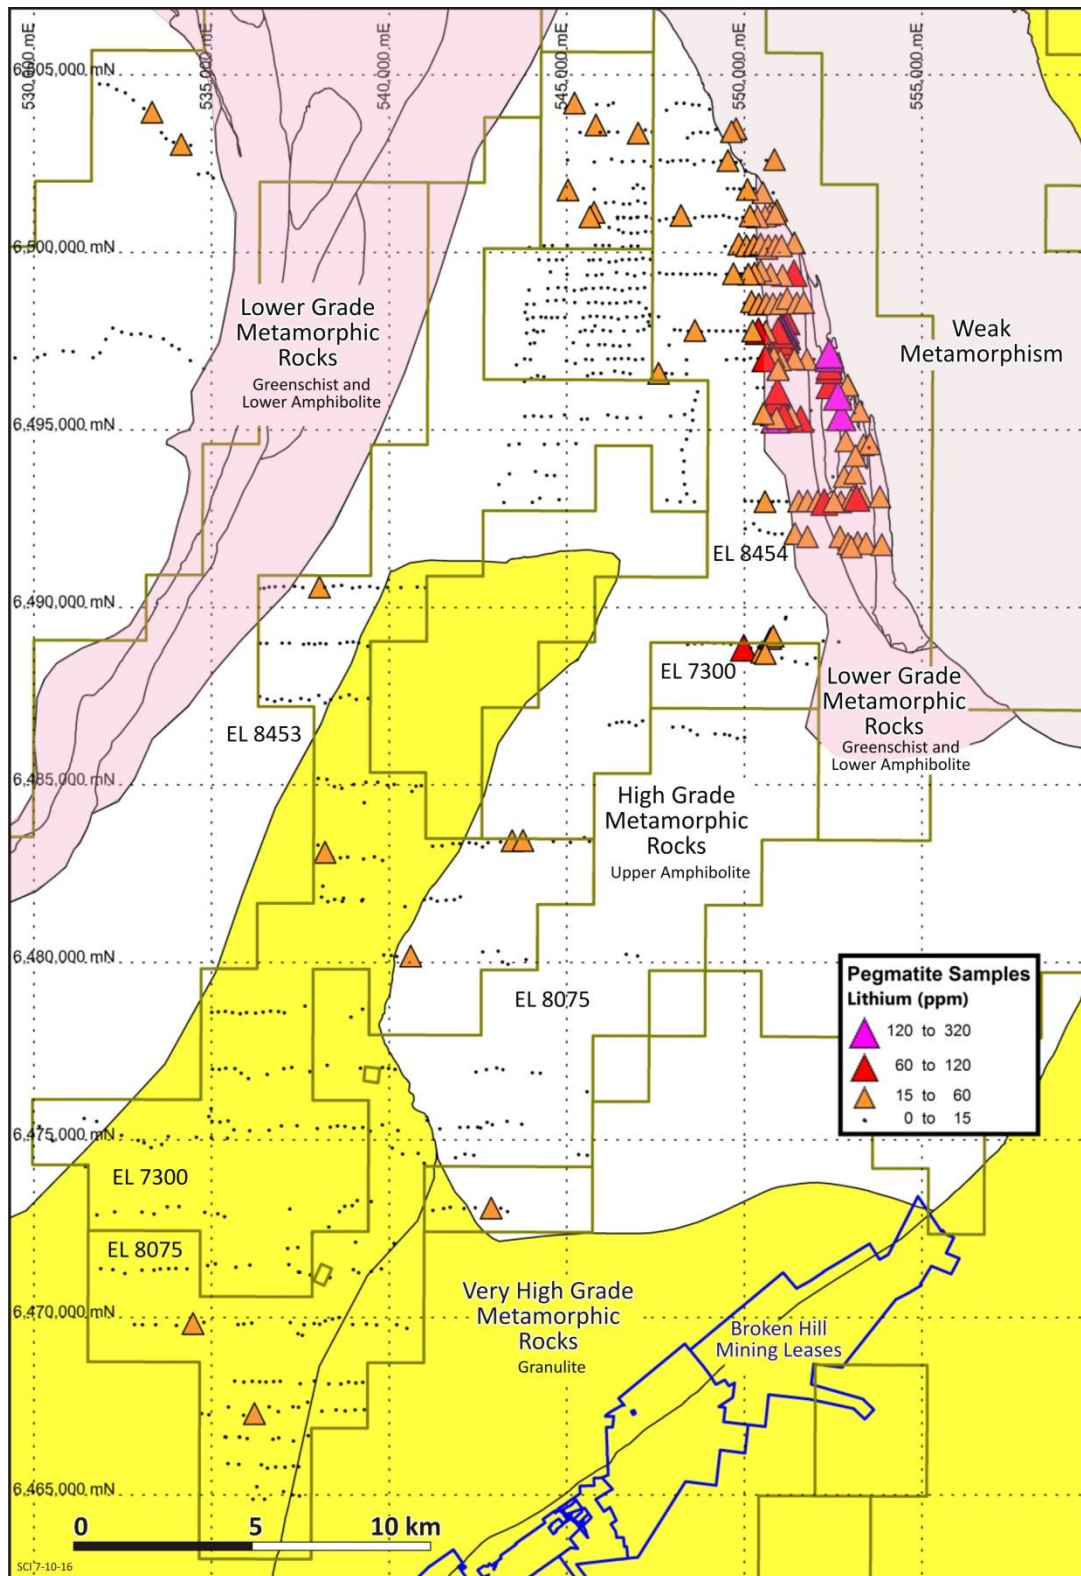 530,000 mE
535,000 mE
540,000 mE
545,000 mE
550,000 mE
555,000 mE
6,505,000 mN
6,500,000 mN
Lower Grade
Metamorphic
Rocks
Greenschist and
Lower Amphibolite
Weak
Metamorphism
6,495,000 mN
EL 8454
6,490,000 mN
EL 7300
Lower Grade
Metamorphic
Rocks
Greenschist and
Lower Amphibolite
EL 8453
6,485,000 mN
High Grade
Metamorphic
Rocks
Upper Amphibolite
6,480,000 mN
EL 8075
Pegmatite Samples
Lithium (ppm)
120 to 320
60 to 120
15 to 60
0 to 15
6,475,000 mN
EL 7300
EL 8075
6,470,000 mN
Very High Grade
Metamorphic
Rocks
Granulite
Broken Hill
Mining Leases
6,465,000 mN
0 5 10 km
SCI 7-10-16